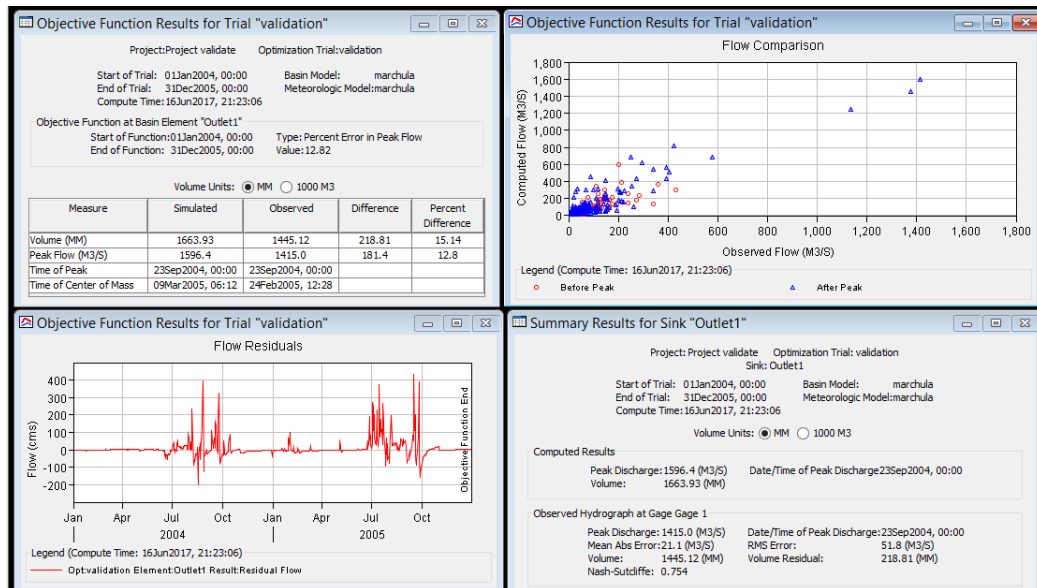 Objective Function Results for Trial "validation"
Project:Project validate Optimization Trial:validation
Start of Trial: 01Jan2004, 00:00 Basin Model: marchula
End of Trial: 31Dec2005, 00:00 Meteorologic Model:marchula
Compute Time:16Jun2017, 21:23:06
Objective Function at Basin Element "Outlet1"
Start of Function:01Jan2004, 00:00 Type: Percent Error in Peak Flow
End of Function: 31Dec2005, 00:00 Value:12.82
Volume Units: MM 1000 M3
Measure Simulated Observed Difference Percent Difference
Volume (MM) 1663.93 1445.12 218.81 15.14
Peak Flow (M3/S) 1596.4 1415.0 181.4 12.8
Time of Peak 23Sep2004, 00:00 23Sep2004, 00:00
Time of Center of Mass 09Mar2005, 06:12 24Feb2005, 12:28
Objective Function Results for Trial "validation"
Flow Comparison
Computed Flow (M3/S)
1,800
1,600
1,400
1,200
1,000
800
600
400
200
0
0 200 400 600 800 1,000 1,200 1,400 1,600 1,800
Observed Flow (M3/S)
Legend (Compute Time: 16Jun2017, 21:23:06)
Before Peak After Peak
Objective Function Results for Trial "validation"
Flow Residuals
Flow (cms)
400
300
200
100
0
-100
-200
Objective Function End
Jan Apr Jul Oct Jan Apr Jul Oct
2004 2005
Legend (Compute Time: 16Jun2017, 21:23:06)
Opt:validation Element:Outlet1 Result:Residual Flow
Summary Results for Sink "Outlet1"
Project: Project validate Optimization Trial: validation
Sink: Outlet1
Start of Trial: 01Jan2004, 00:00 Basin Model: marchula
End of Trial: 31Dec2005, 00:00 Meteorologic Model:marchula
Compute Time:16Jun2017, 21:23:06
Volume Units: MM 1000 M3
Computed Results
Peak Discharge:1596.4 (M3/S) Date/Time of Peak Discharge23Sep2004, 00:00
Volume: 1663.93 (MM)
Observed Hydrograph at Gage Gage 1
Peak Discharge:1415.0 (M3/S) Date/Time of Peak Discharge:23Sep2004, 00:00
Mean Abs Error:21.1 (M3/S) RMS Error: 51.8 (M3/S)
Volume: 1445.12 (MM) Volume Residual: 218.81 (MM)
Nash-Sutcliffe: 0.754